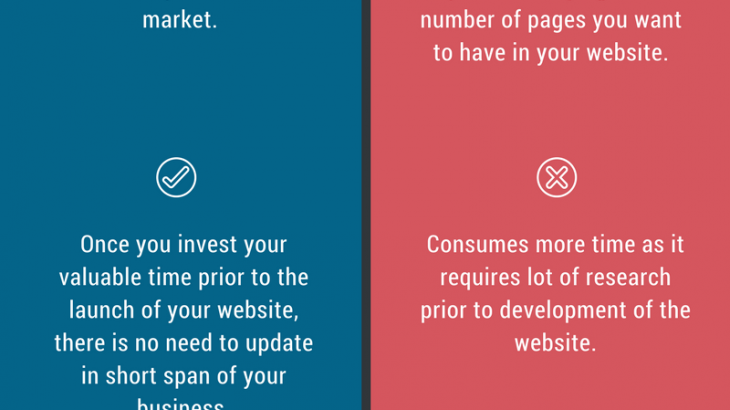 market.
Once you invest your
valuable time prior to the
launch of your website,
there is no need to update
in short span of your
business
number of pages you want
to have in your website.
Consumes more time as it
requires lot of research
prior to development of the
website.